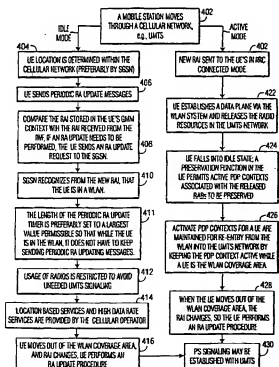 402
A MOBILE STATION MOVES
THROUGH A CELLULAR NETWORK,
e.g., UMTS
IDLE
MODE
ACTIVE
MODE
404
UE LOCATION IS DETERMINED WITHIN THE
CELLULAR NETWORK (PREFERABLY BY SGSN)
406
UE SENDS PERIODIC RA UPDATE MESSAGES
COMPARE THE RAI STORED IN THE UE'S GMM
CONTEXT WITH THE RAI RECEIVED FROM THE
IWF, IF AN RA UPDATE NEEDS TO BE
PERFORMED, THE UE SENDS AN RA UPDATE
REQUEST TO THE SGSN.
408
410
SGSN RECOGNIZES FROM THE NEW RAI, THAT
THE UE IS IN A WLAN.
411
THE LENGTH OF THE PERIODIC RA UPDATE
TIMER IS PREFERABLY SET TO A LARGEST
VALUE PERMISSIBLE SO THAT WHILE THE UE
IS IN THE WLAN, IT DOES NOT HAVE TO KEEP
SENDING PERIODIC RA UPDATING MESSAGES.
412
USAGE OF RADIOS IS RESTRICTED TO AVOID
UNEEDED UMTS SIGNALING
414
LOCATION BASED SERVICES AND HIGH DATA RATE
SERVICES ARE PROVIDED BY THE CELLULAR OPERATOR
416
UE MOVES OUT OF THE WLAN COVERAGE AREA,
AND RAI CHANGES, UE PERFORMS AN
RA UPDATE PROCEDURE
402
NEW RAI SENT TO THE UE'S IN RRC
CONNECTED MODE.
422
UE ESTABLISHES A DATA PLANE VIA THE
WLAN SYSTEM AND RELEASES THE RADIO
RESOURCES IN THE UMTS NETWORK
424
UE FALLS INTO IDLE STATE; A
PRESERVATION FUNCTION IN THE
UE PERMITS ACTIVE PDP CONTEXTS
ASSOCIATED WITH THE RELEASED
RABs TO BE PRESERVED
426
ACTIVATE PDP CONTEXTS FOR A UE ARE
MAINTAINED FOR RE-ENTRY FROM THE
WLAN INTO THE UMTS NETWORK BY
KEEPING THE PDP CONTEXT ACTIVE WHILE
A UE IS THE WLAN COVERAGE AREA
428
WHEN THE UE MOVES OUT OF THE
WLAN COVERAGE AREA, THE
RAI CHANGES, SO THE UE PERFORMS
AN RA UPDATE PROCEDURE
430
PS SIGNALING MAY BE
ESTABLISHED WITH UMTS